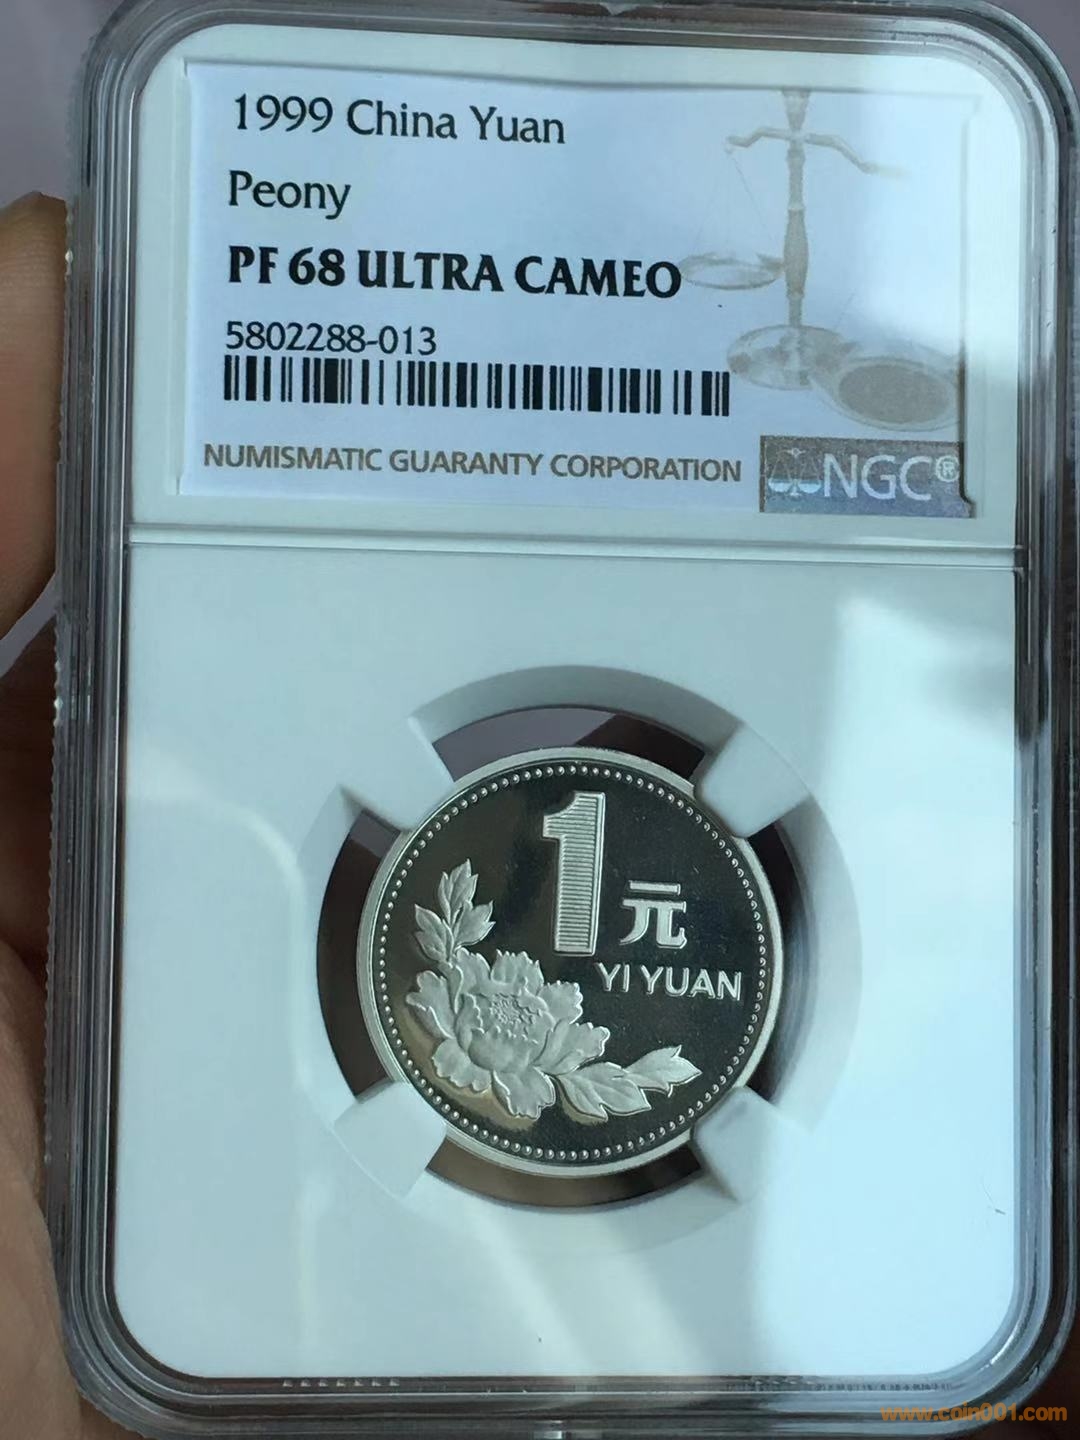 1999 China Yuan
Peony
PF 68 ULTRA CAMEO
5802288-013
NUMISMATIC GUARANTY CORPORATION
NGC®
1
元
YI YUAN
www.coin001.com